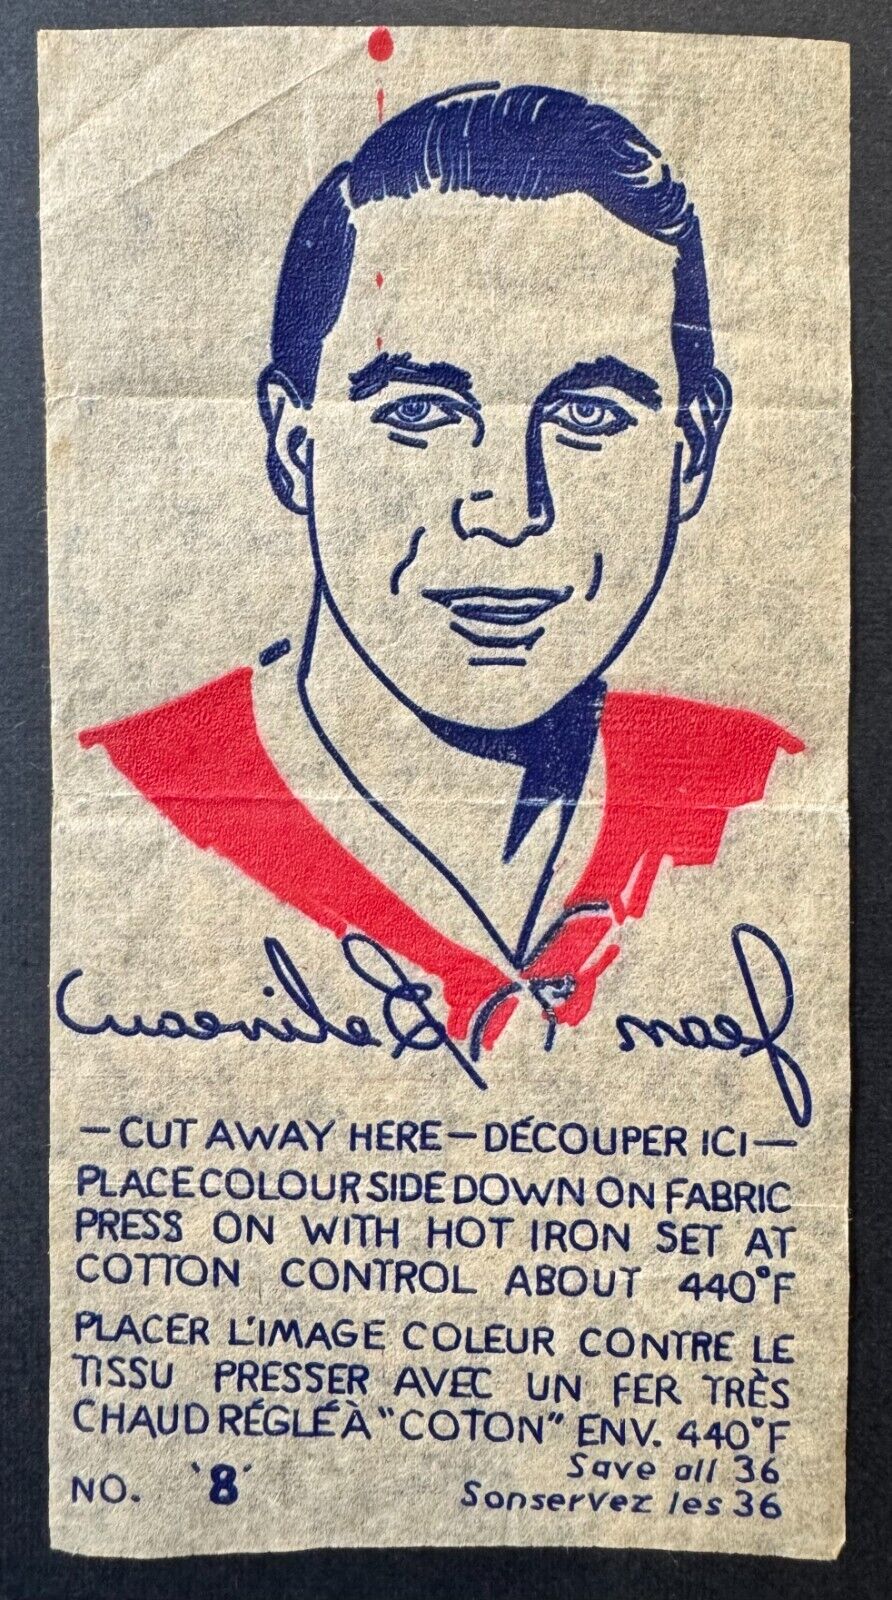 Jean Beliveau
—CUT AWAY HERE—DÉCOUPER ICI—
PLACE COLOUR SIDE DOWN ON FABRIC
PRESS ON WITH HOT IRON SET AT
COTTON CONTROL ABOUT 440°F
PLACER L'IMAGE COLEUR CONTRE LE
TISSU PRESSER AVEC UN FER TRÈS
CHAUD RÉGLÉ À "COTON" ENV. 440°F
Save all 36
NO. '8' Sonservez les 36